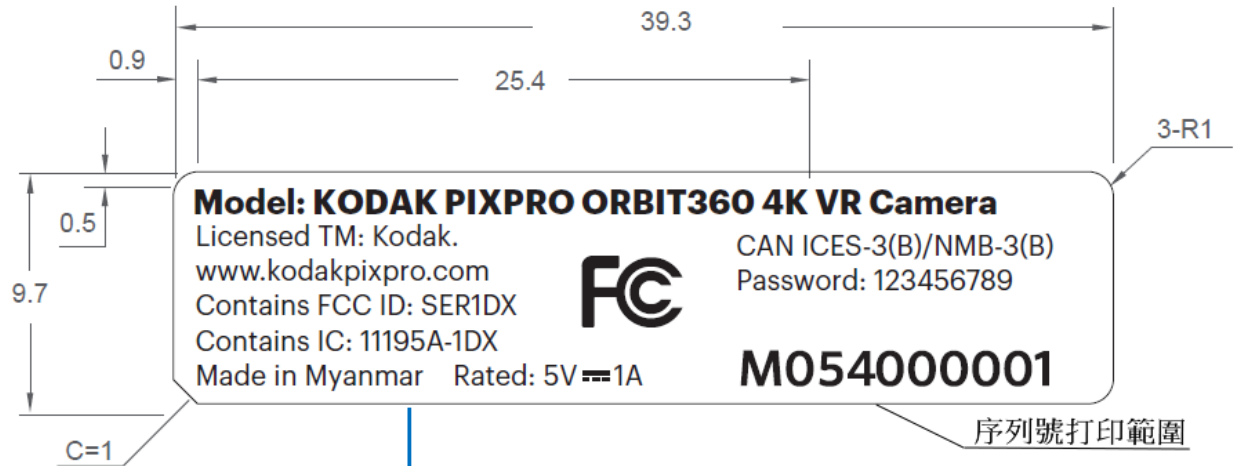 39.3
0.9
25.4
3-R1
0.5
9.7
Model: KODAK PIXPRO ORBIT360 4K VR Camera
Licensed TM: Kodak.
www.kodakpixpro.com
Contains FCC ID: SER1DX
Contains IC: 11195A-1DX
Made in Myanmar Rated: 5V⎓1A
FC
CAN ICES-3(B)/NMB-3(B)
Password: 123456789
M054000001
C=1
序列號打印範圍